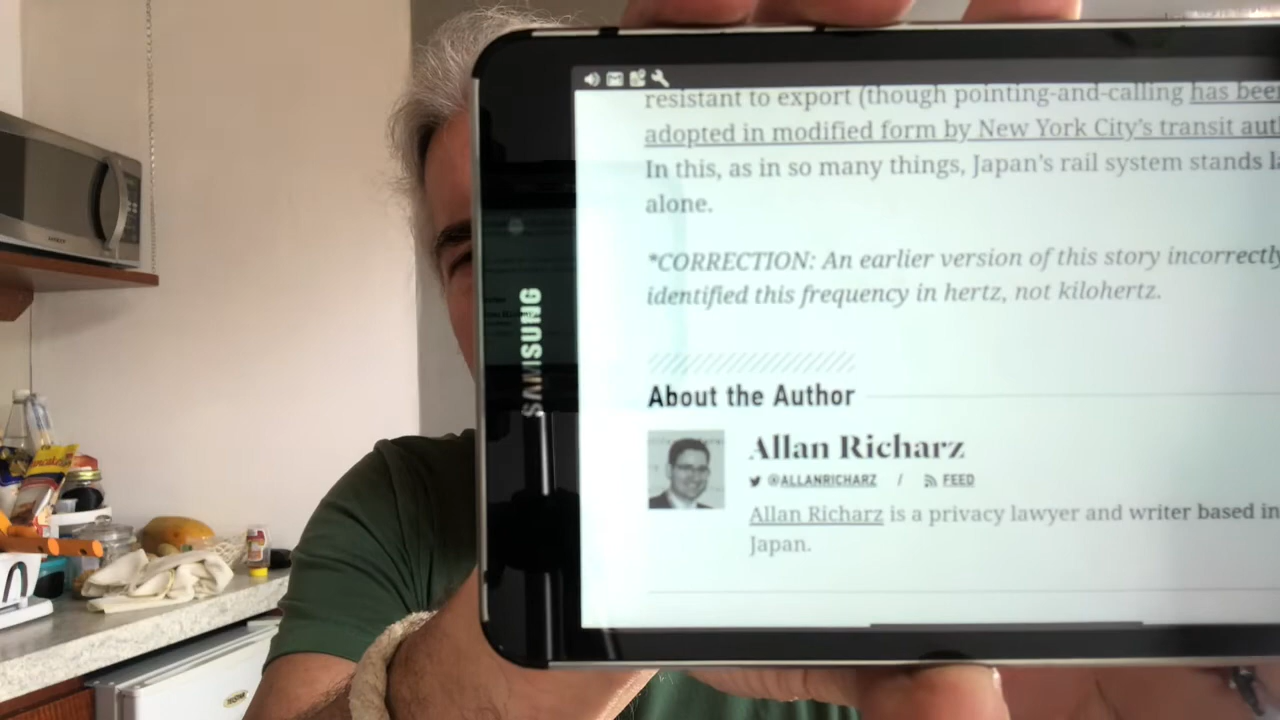 resistant to export (though pointing-and-calling has been
adopted in modified form by New York City's transit
In this, as in so many things, Japan's rail system stands
alone.
*CORRECTION: An earlier version of this story incorrectly
identified this frequency in hertz, not kilohertz.
About the Author
Allan Richarz
@ALLANRICHARZ / FEED
Allan Richarz is a privacy lawyer and writer based in
Japan.
SAMSUNG